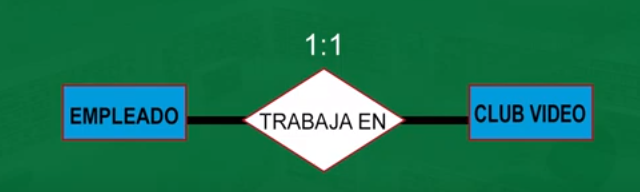 1:1
EMPLEADO
TRABAJA EN
CLUB VIDEO